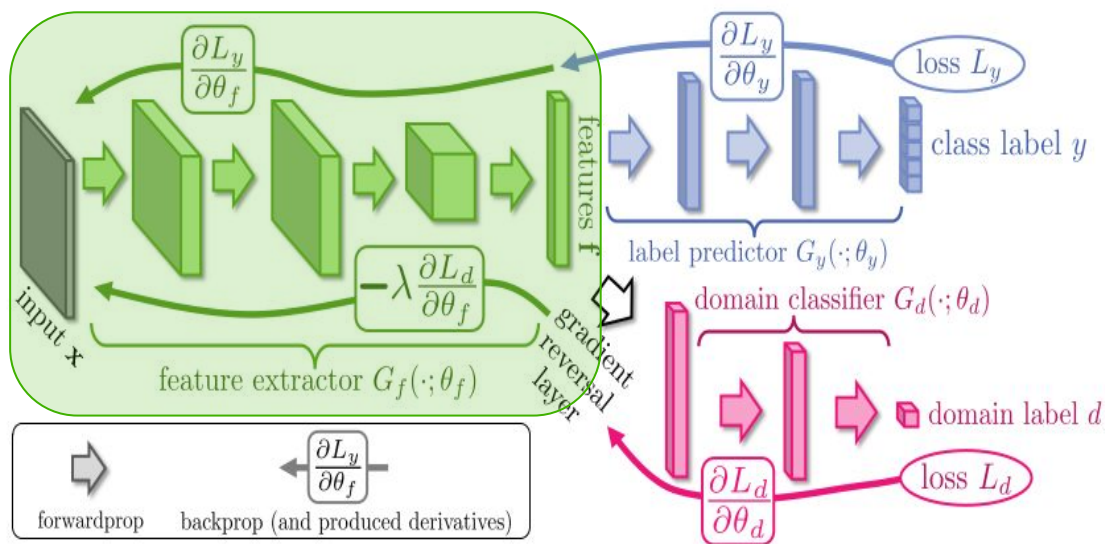 ∂L_y/∂θ_f
∂L_y/∂θ_y
loss L_y
features f
class label y
label predictor G_y(·;θ_y)
input x
−λ ∂L_d/∂θ_f
feature extractor G_f(·;θ_f)
gradient
reversal
layer
domain classifier G_d(·;θ_d)
domain label d
loss L_d
∂L_d/∂θ_d
∂L_y/∂θ_f
forwardprop
backprop (and produced derivatives)